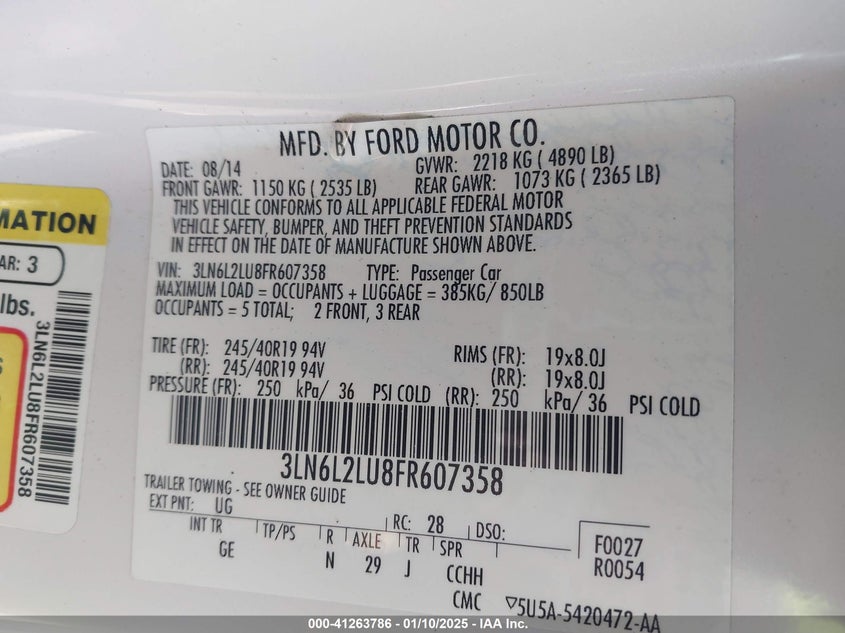 MFD. BY FORD MOTOR CO.
DATE: 08/14 GVWR: 2218 KG ( 4890 LB)
FRONT GAWR: 1150 KG ( 2535 LB) REAR GAWR: 1073 KG ( 2365 LB)
THIS VEHICLE CONFORMS TO ALL APPLICABLE FEDERAL MOTOR
VEHICLE SAFETY, BUMPER, AND THEFT PREVENTION STANDARDS
IN EFFECT ON THE DATE OF MANUFACTURE SHOWN ABOVE.
VIN: 3LN6L2LU8FR607358 TYPE: Passenger Car
MAXIMUM LOAD = OCCUPANTS + LUGGAGE = 385KG/ 850LB
OCCUPANTS = 5 TOTAL; 2 FRONT, 3 REAR
TIRE (FR): 245/40R19 94V RIMS (FR): 19x8.0J
(RR): 245/40R19 94V (RR): 19x8.0J
PRESSURE (FR): 250 kPa/ 36 PSI COLD (RR): 250 kPa/ 36 PSI COLD
3LN6L2LU8FR607358
TRAILER TOWING - SEE OWNER GUIDE
EXT PNT: UG RC: 28 DSO:
INT TR TP/PS R AXLE TR SPR F0027
GE N 29 J CCHH R0054
CMC ▽5U5A-5420472-AA
MATION
AR: 3
lbs.
3LN6L2LU8FR607358
000-41263786 - 01/10/2025 - IAA Inc.